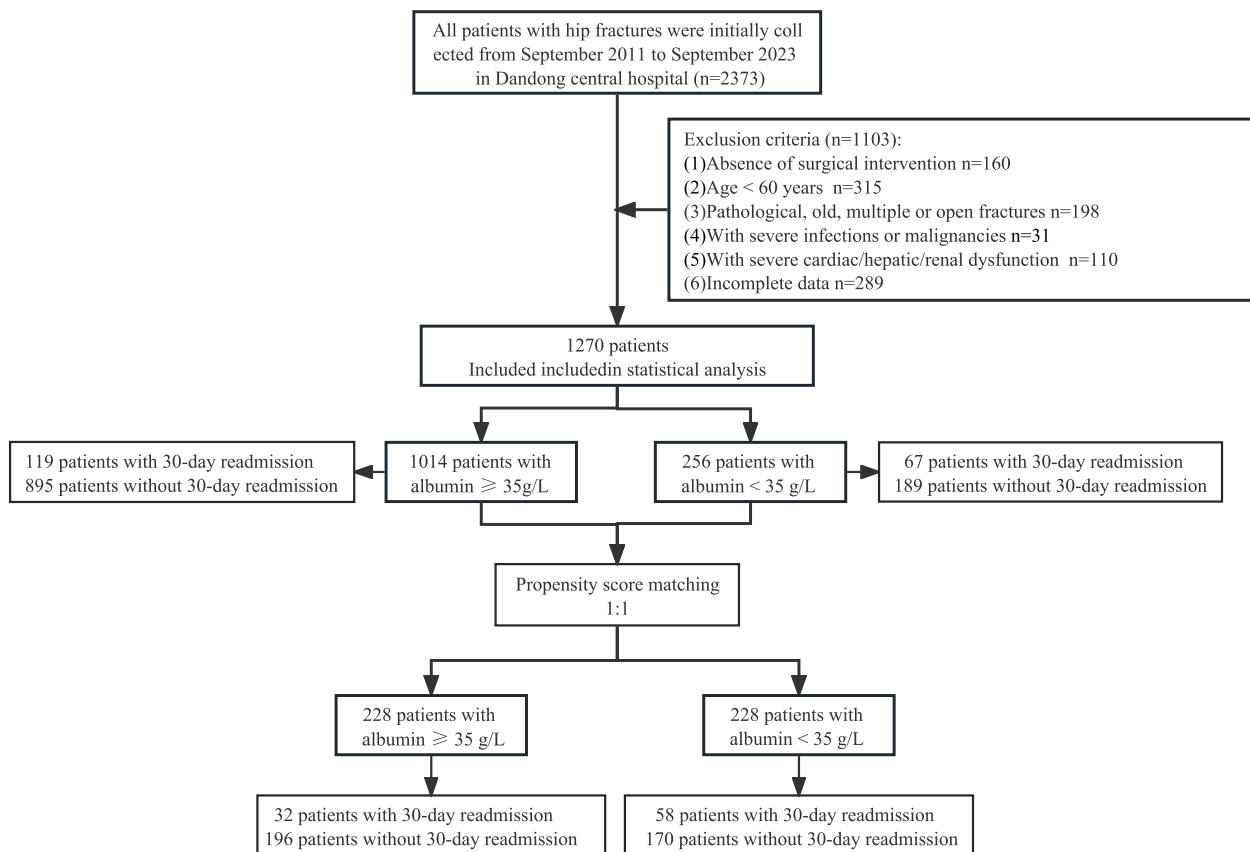 All patients with hip fractures were initially coll
ected from September 2011 to September 2023
in Dandong central hospital (n=2373)
Exclusion criteria (n=1103):
(1)Absence of surgical intervention n=160
(2)Age < 60 years n=315
(3)Pathological, old, multiple or open fractures n=198
(4)With severe infections or malignancies n=31
(5)With severe cardiac/hepatic/renal dysfunction n=110
(6)Incomplete data n=289
1270 patients
Included includedin statistical analysis
119 patients with 30-day readmission
895 patients without 30-day readmission
1014 patients with
albumin ⩾ 35g/L
256 patients with
albumin < 35 g/L
67 patients with 30-day readmission
189 patients without 30-day readmission
Propensity score matching
1:1
228 patients with
albumin ⩾ 35 g/L
228 patients with
albumin < 35 g/L
32 patients with 30-day readmission
196 patients without 30-day readmission
58 patients with 30-day readmission
170 patients without 30-day readmission